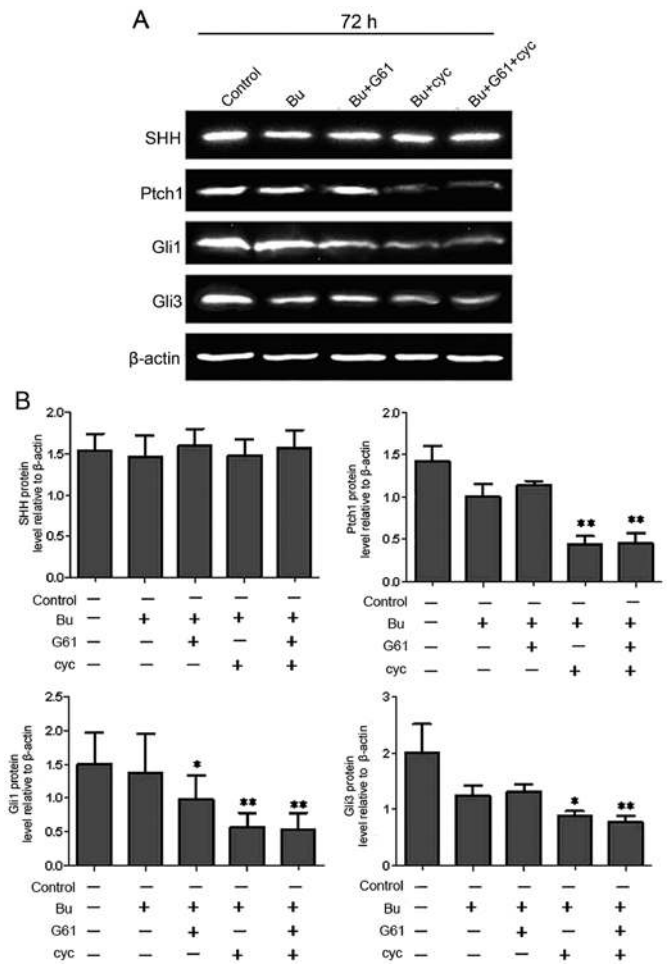 A
72 h
Control Bu Bu+G61 Bu+cyc Bu+G61+cyc
SHH
Ptch1
Gli1
Gli3
β-actin
B
SHH protein
level relative to β-actin
2.0
1.5
1.0
0.5
0.0
Control — — — — —
Bu — + + + +
G61 — — + — +
cyc — — — + +
Ptch1 protein
level relative to β-actin
2.0
1.5
1.0
0.5
0.0
** **
Control — — — — —
Bu — + + + +
G61 — — + — +
cyc — — — + +
Gli1 protein
level relative to β-actin
2.5
2.0
1.5
1.0
0.5
0.0
* ** **
Control — — — — —
Bu — + + + +
G61 — — + — +
cyc — — — + +
Gli3 protein
level relative to β-actin
3
2
1
0
* **
Control — — — — —
Bu — + + + +
G61 — — + — +
cyc — — — + +